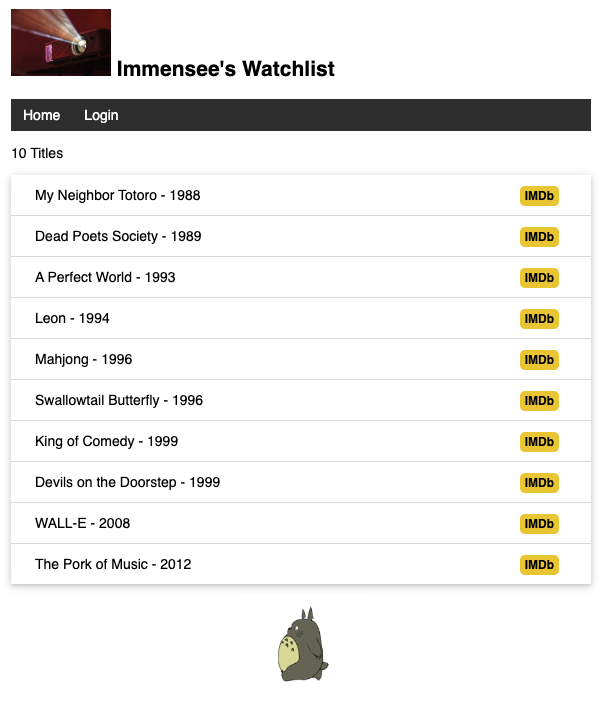 Immensee's Watchlist
Home Login
10 Titles
My Neighbor Totoro - 1988 IMDb
Dead Poets Society - 1989 IMDb
A Perfect World - 1993 IMDb
Leon - 1994 IMDb
Mahjong - 1996 IMDb
Swallowtail Butterfly - 1996 IMDb
King of Comedy - 1999 IMDb
Devils on the Doorstep - 1999 IMDb
WALL-E - 2008 IMDb
The Pork of Music - 2012 IMDb